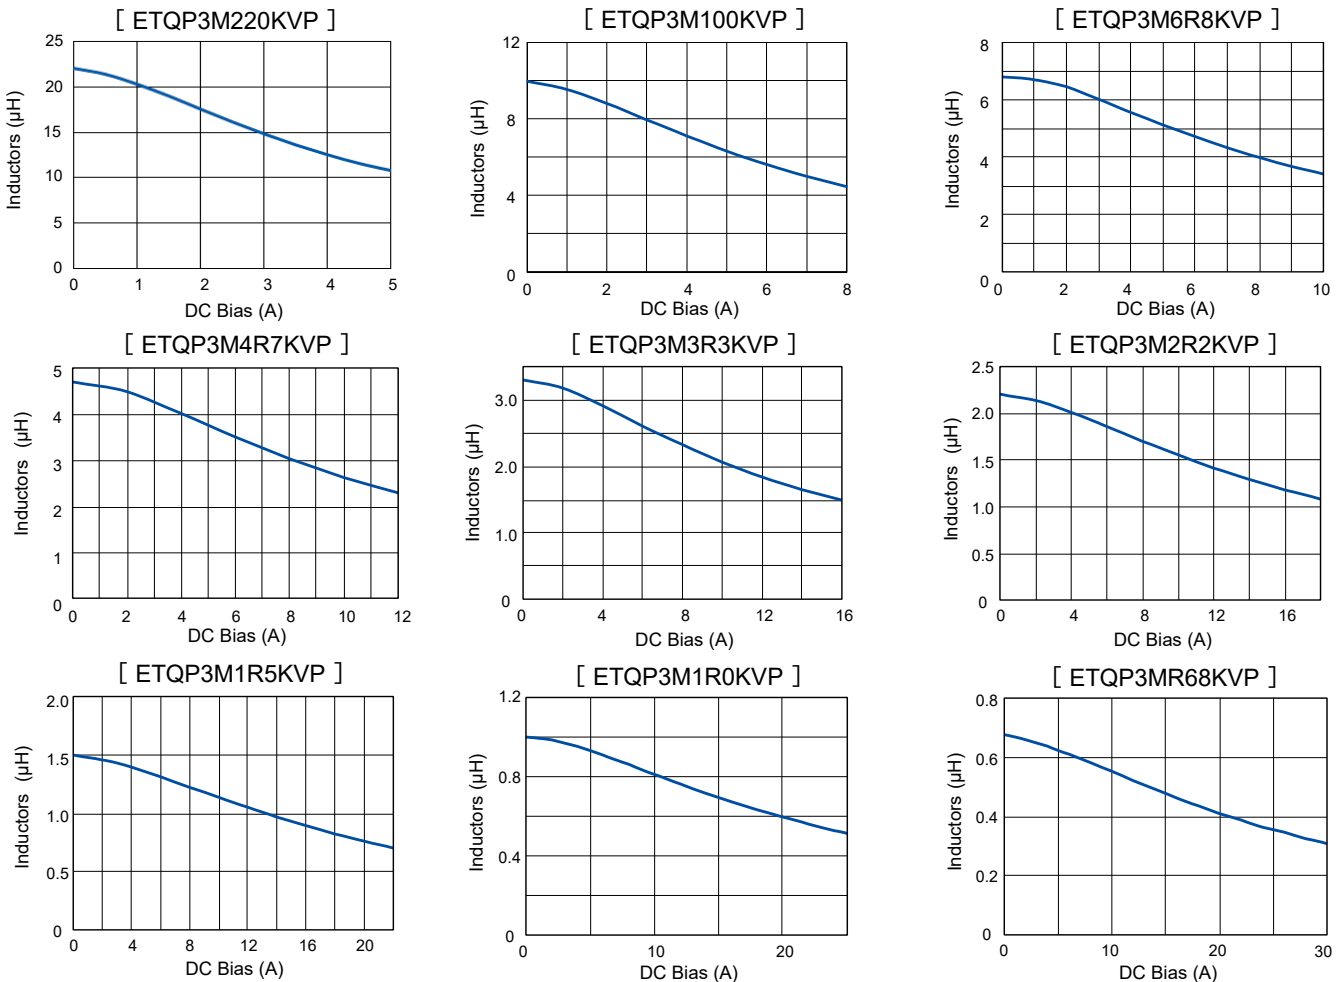 [ ETQP3M220KVP ]
25
20
15
10
5
0
0 1 2 3 4 5
Inductors (µH)
DC Bias (A)
[ ETQP3M100KVP ]
12
8
4
0
0 2 4 6 8
Inductors (µH)
DC Bias (A)
[ ETQP3M6R8KVP ]
8
6
4
2
0
0 2 4 6 8 10
Inductors (µH)
DC Bias (A)
[ ETQP3M4R7KVP ]
5
4
3
2
1
0
0 2 4 6 8 10 12
Inductors (µH)
DC Bias (A)
[ ETQP3M3R3KVP ]
3.0
2.0
1.0
0
0 4 8 12 16
Inductors (µH)
DC Bias (A)
[ ETQP3M2R2KVP ]
2.5
2.0
1.5
1.0
0.5
0
0 4 8 12 16
Inductors (µH)
DC Bias (A)
[ ETQP3M1R5KVP ]
2.0
1.5
1.0
0.5
0
0 4 8 12 16 20
Inductors (µH)
DC Bias (A)
[ ETQP3M1R0KVP ]
1.2
0.8
0.4
0
0 10 20
Inductors (µH)
DC Bias (A)
[ ETQP3MR68KVP ]
0.8
0.6
0.4
0.2
0
0 10 20 30
Inductors (µH)
DC Bias (A)